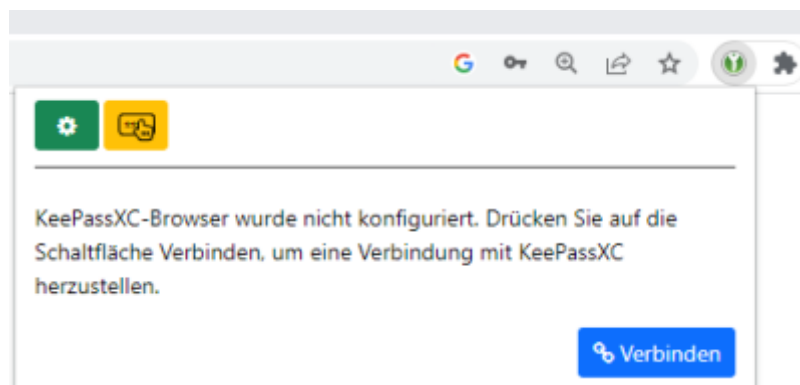 KeePassXC-Browser wurde nicht konfiguriert. Drücken Sie auf die
Schaltfläche Verbinden, um eine Verbindung mit KeePassXC
herzustellen.
Verbinden